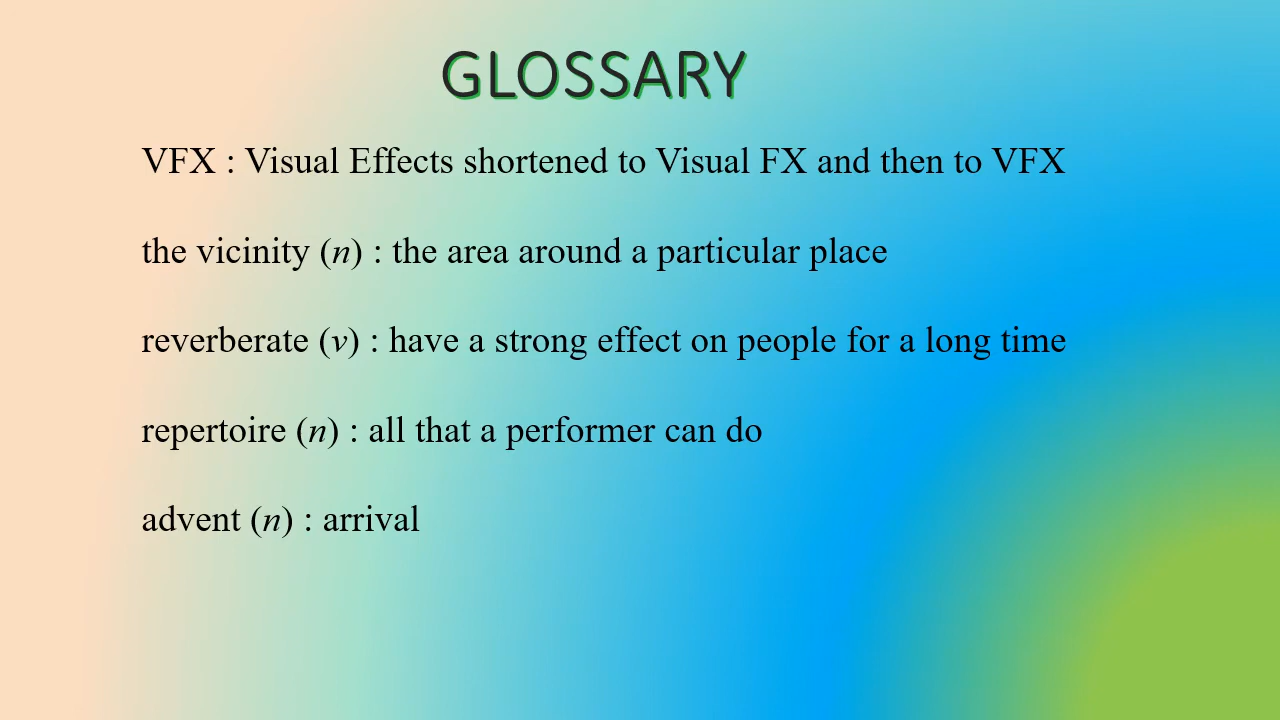 GLOSSARY
VFX : Visual Effects shortened to Visual FX and then to VFX
the vicinity (n) : the area around a particular place
reverberate (v) : have a strong effect on people for a long time
repertoire (n) : all that a performer can do
advent (n) : arrival